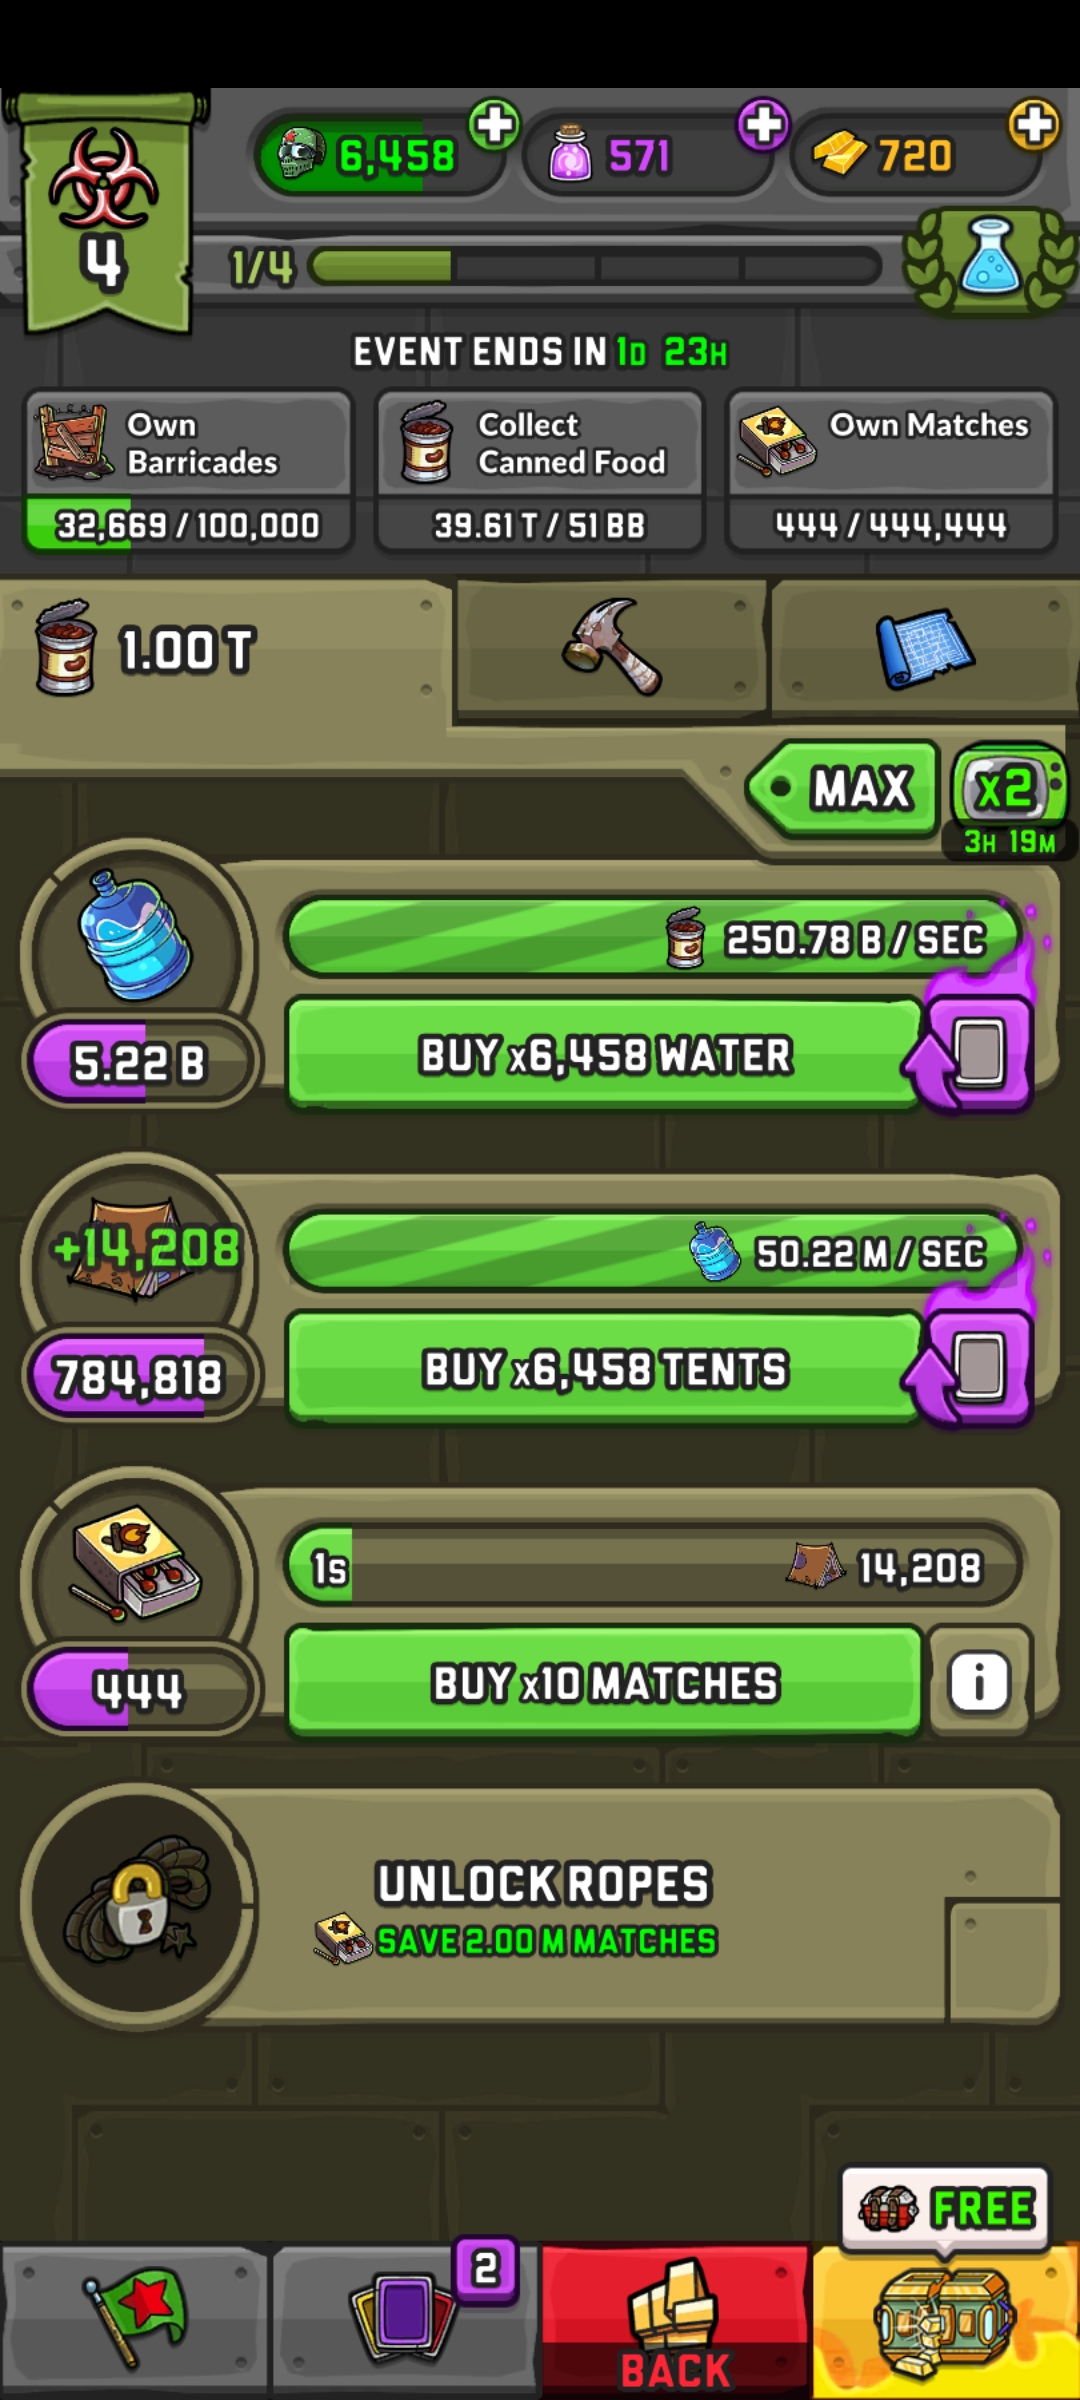 6,458
571
720
4
1/4
EVENT ENDS IN 1D 23H
Own
Barricades
32,669 / 100,000
Collect
Canned Food
39.61 T / 51 BB
Own Matches
444 / 444,444
1.00 T
MAX
x2
3H 19M
250.78 B / SEC
5.22 B
BUY x6,458 WATER
+14,208
50.22 M / SEC
784,818
BUY x6,458 TENTS
1s
14,208
444
BUY x10 MATCHES
i
UNLOCK ROPES
SAVE 2.00 M MATCHES
FREE
2
BACK